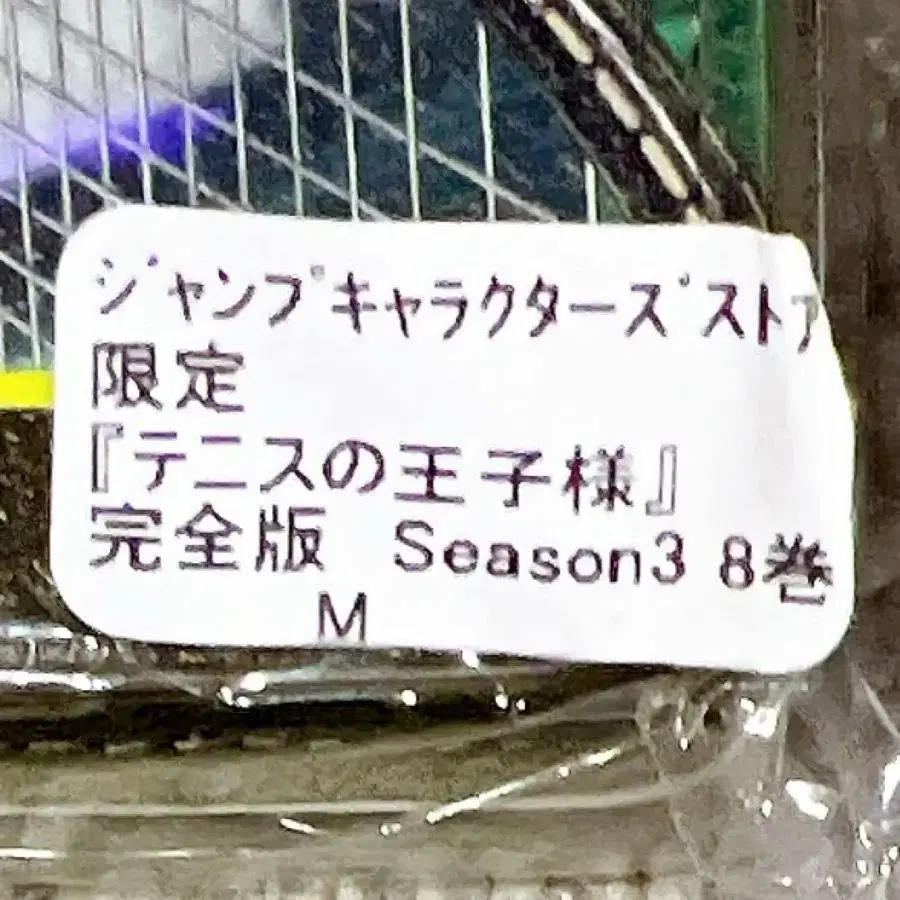 ｼﾞｬﾝﾌﾟｷｬﾗｸﾀｰｽﾞｽﾄｱ
限定
『テニスの王子様』
完全版　Season3 8巻
M